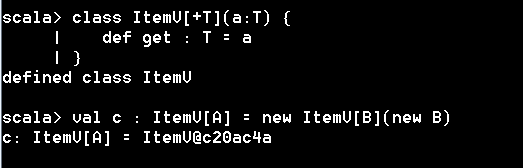 scala> class ItemV[+T](a:T) {
     |     def get : T = a
     | }
defined class ItemV
scala> val c : ItemV[A] = new ItemV[B](new B)
c: ItemV[A] = ItemV@c20ac4a